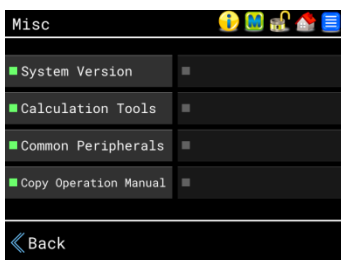 Misc
i M
System Version
Calculation Tools
Common Peripherals
Copy Operation Manual
Back